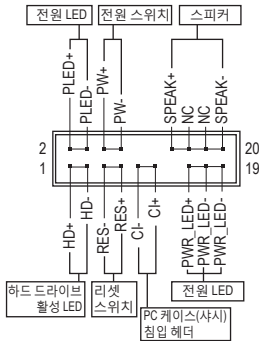 전원 LED
전원 스위치
스피커
PLED+
PLED-
PW+
PW-
SPEAK+
NC
NC
SPEAK-
2
20
1
19
HD+
HD-
RES-
RES+
CI-
CI+
PWR_LED+
PWR_LED-
PWR_LED-
하드 드라이브
활성 LED
리셋
스위치
PC 케이스(샤시)
침입 헤더
전원 LED